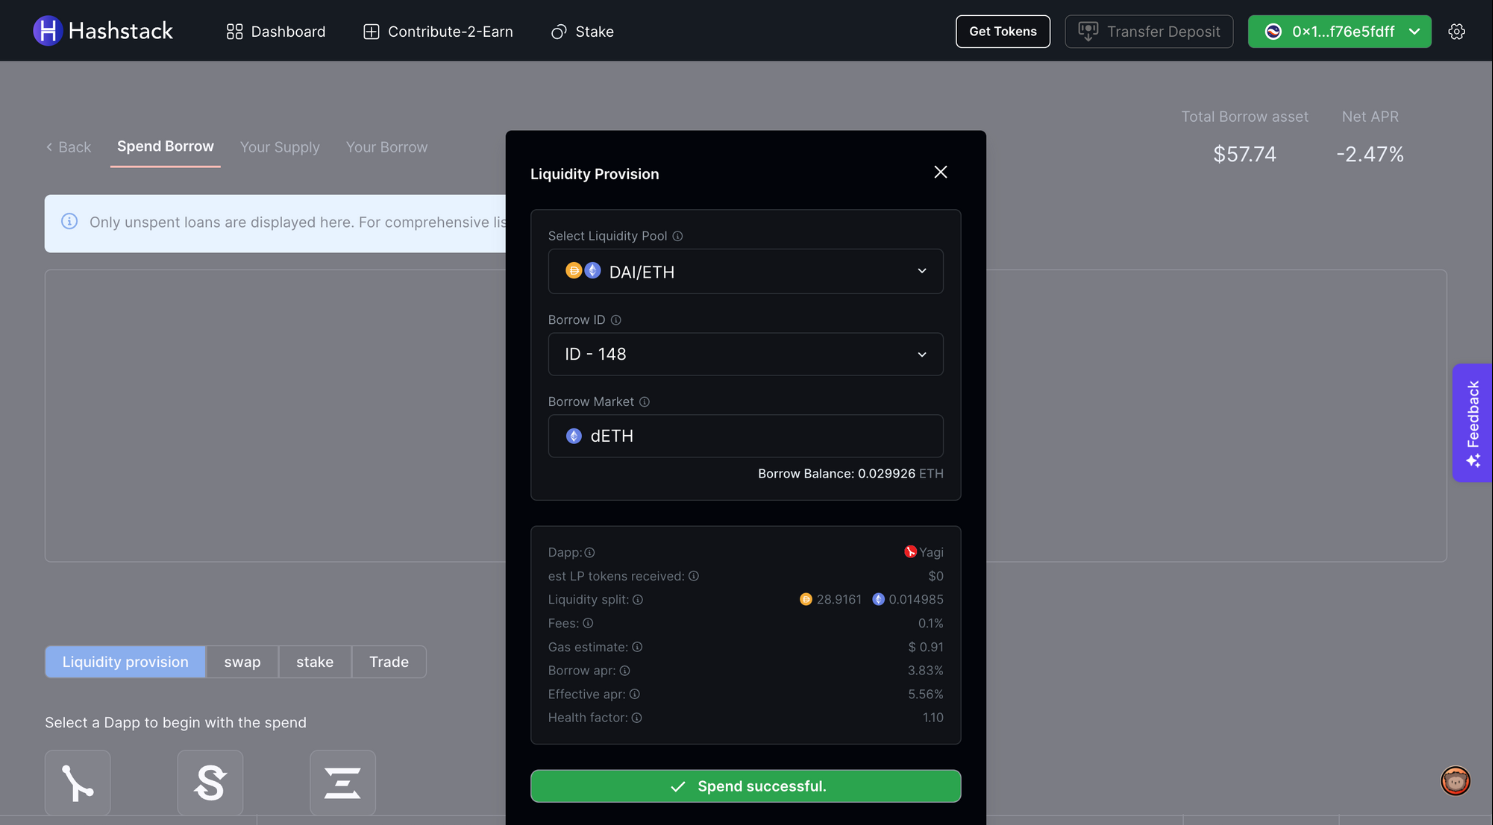 Hashstack
Dashboard
Contribute-2-Earn
Stake
Get Tokens
Transfer Deposit
0x1...f76e5fdff
Back
Spend Borrow
Your Supply
Your Borrow
Total Borrow asset
Net APR
$57.74
-2.47%
Only unspent loans are displayed here. For comprehensive lis
Liquidity Provision
Select Liquidity Pool
DAI/ETH
Borrow ID
ID - 148
Borrow Market
dETH
Borrow Balance: 0.029926 ETH
Dapp: Yagi
est LP tokens received: $0
Liquidity split: 28.9161 0.014985
Fees: 0.1%
Gas estimate: $ 0.91
Borrow apr: 3.83%
Effective apr: 5.56%
Health factor: 1.10
Spend successful.
Liquidity provision
swap
stake
Trade
Select a Dapp to begin with the spend
Feedback